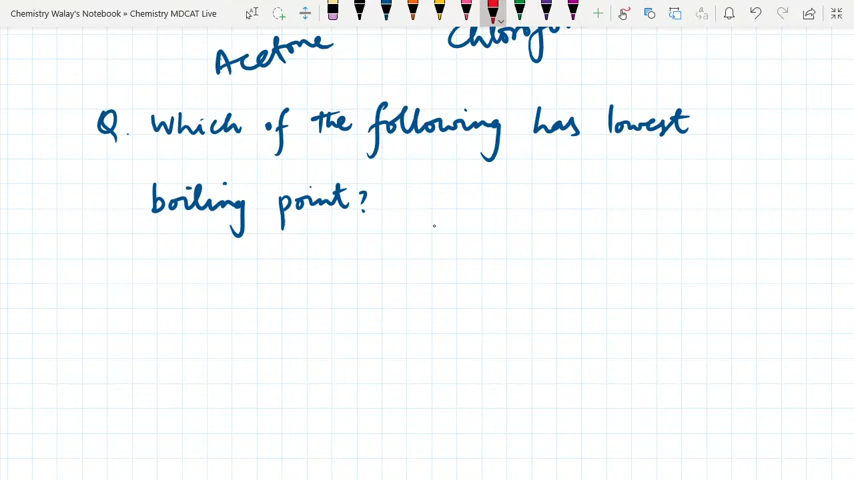 Chemistry Walay's Notebook » Chemistry MDCAT Live
Acetone
Q. Which of the following has lowest
boiling point?